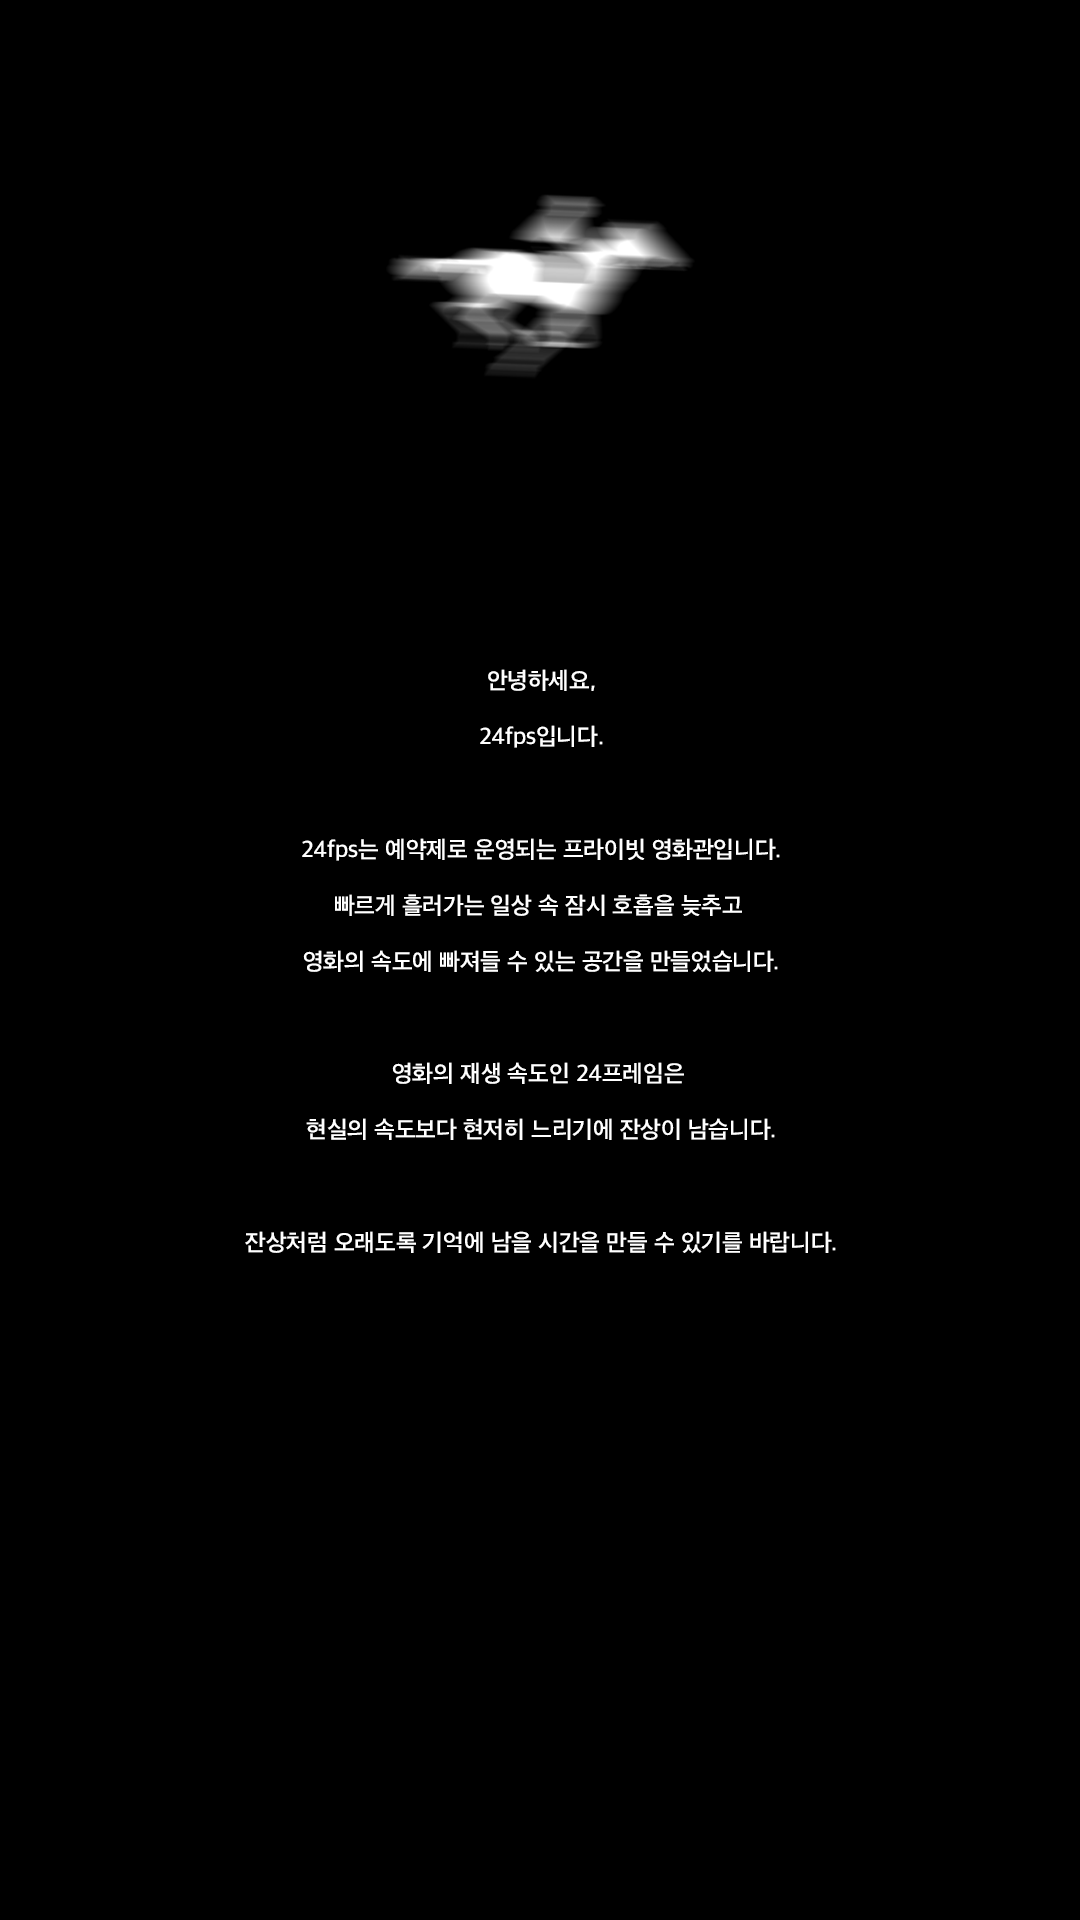 안녕하세요,
24fps입니다.
24fps는 예약제로 운영되는 프라이빗 영화관입니다.
빠르게 흘러가는 일상 속 잠시 호흡을 늦추고
영화의 속도에 빠져들 수 있는 공간을 만들었습니다.
영화의 재생 속도인 24프레임은
현실의 속도보다 현저히 느리기에 잔상이 남습니다.
잔상처럼 오래도록 기억에 남을 시간을 만들 수 있기를 바랍니다.